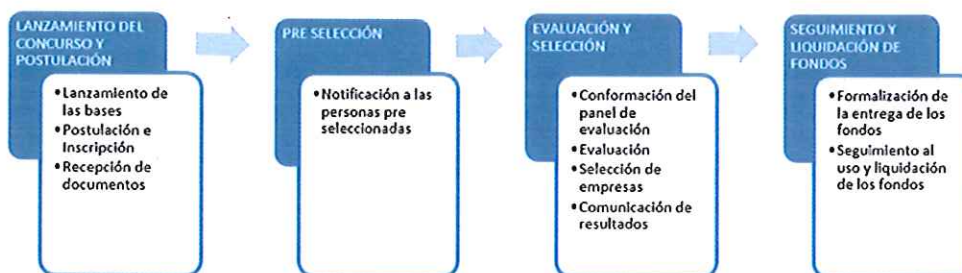 LANZAMIENTO DEL
CONCURSO Y
POSTULACIÓN
• Lanzamiento de
las bases
• Postulación e
Inscripción
• Recepción de
documentos
PRE SELECCIÓN
• Notificación a las
personas pre
seleccionadas
EVALUACIÓN Y
SELECCIÓN
• Conformación del
panel de
evaluación
• Evaluación
• Selección de
empresas
• Comunicación de
resultados
SEGUIMIENTO Y
LIQUIDACIÓN DE
FONDOS
• Formalización de
la entrega de los
fondos
• Seguimiento al
uso y liquidación
de los fondos